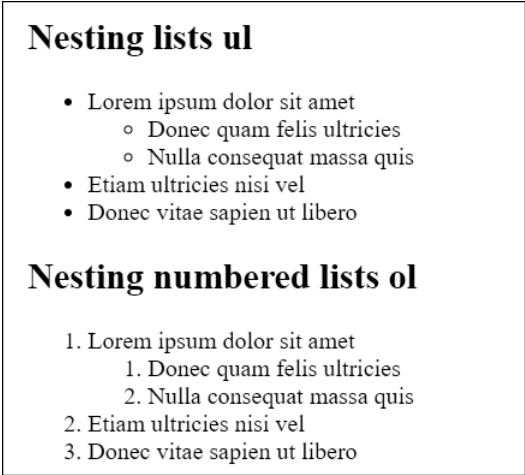 Nesting lists ul
• Lorem ipsum dolor sit amet
◦ Donec quam felis ultricies
◦ Nulla consequat massa quis
• Etiam ultricies nisi vel
• Donec vitae sapien ut libero
Nesting numbered lists ol
1. Lorem ipsum dolor sit amet
1. Donec quam felis ultricies
2. Nulla consequat massa quis
2. Etiam ultricies nisi vel
3. Donec vitae sapien ut libero